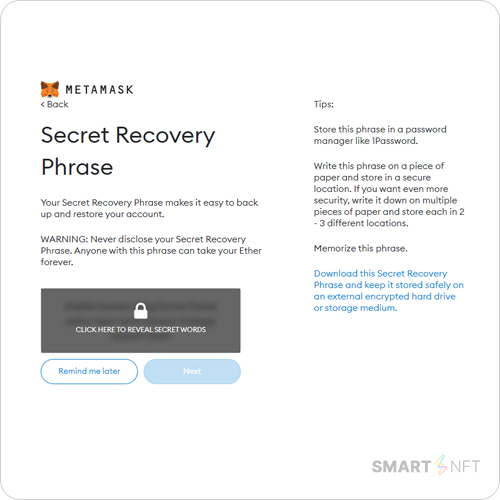 METAMASK
< Back
Secret Recovery
Phrase
Your Secret Recovery Phrase makes it easy to back
up and restore your account.
WARNING: Never disclose your Secret Recovery
Phrase. Anyone with this phrase can take your Ether
forever.
CLICK HERE TO REVEAL SECRET WORDS
Remind me later
Next
Tips:
Store this phrase in a password
manager like 1Password.
Write this phrase on a piece of
paper and store in a secure
location. If you want even more
security, write it down on multiple
pieces of paper and store each in 2
- 3 different locations.
Memorize this phrase.
Download this Secret Recovery
Phrase and keep it stored safely on
an external encrypted hard drive
or storage medium.
SMART NFT